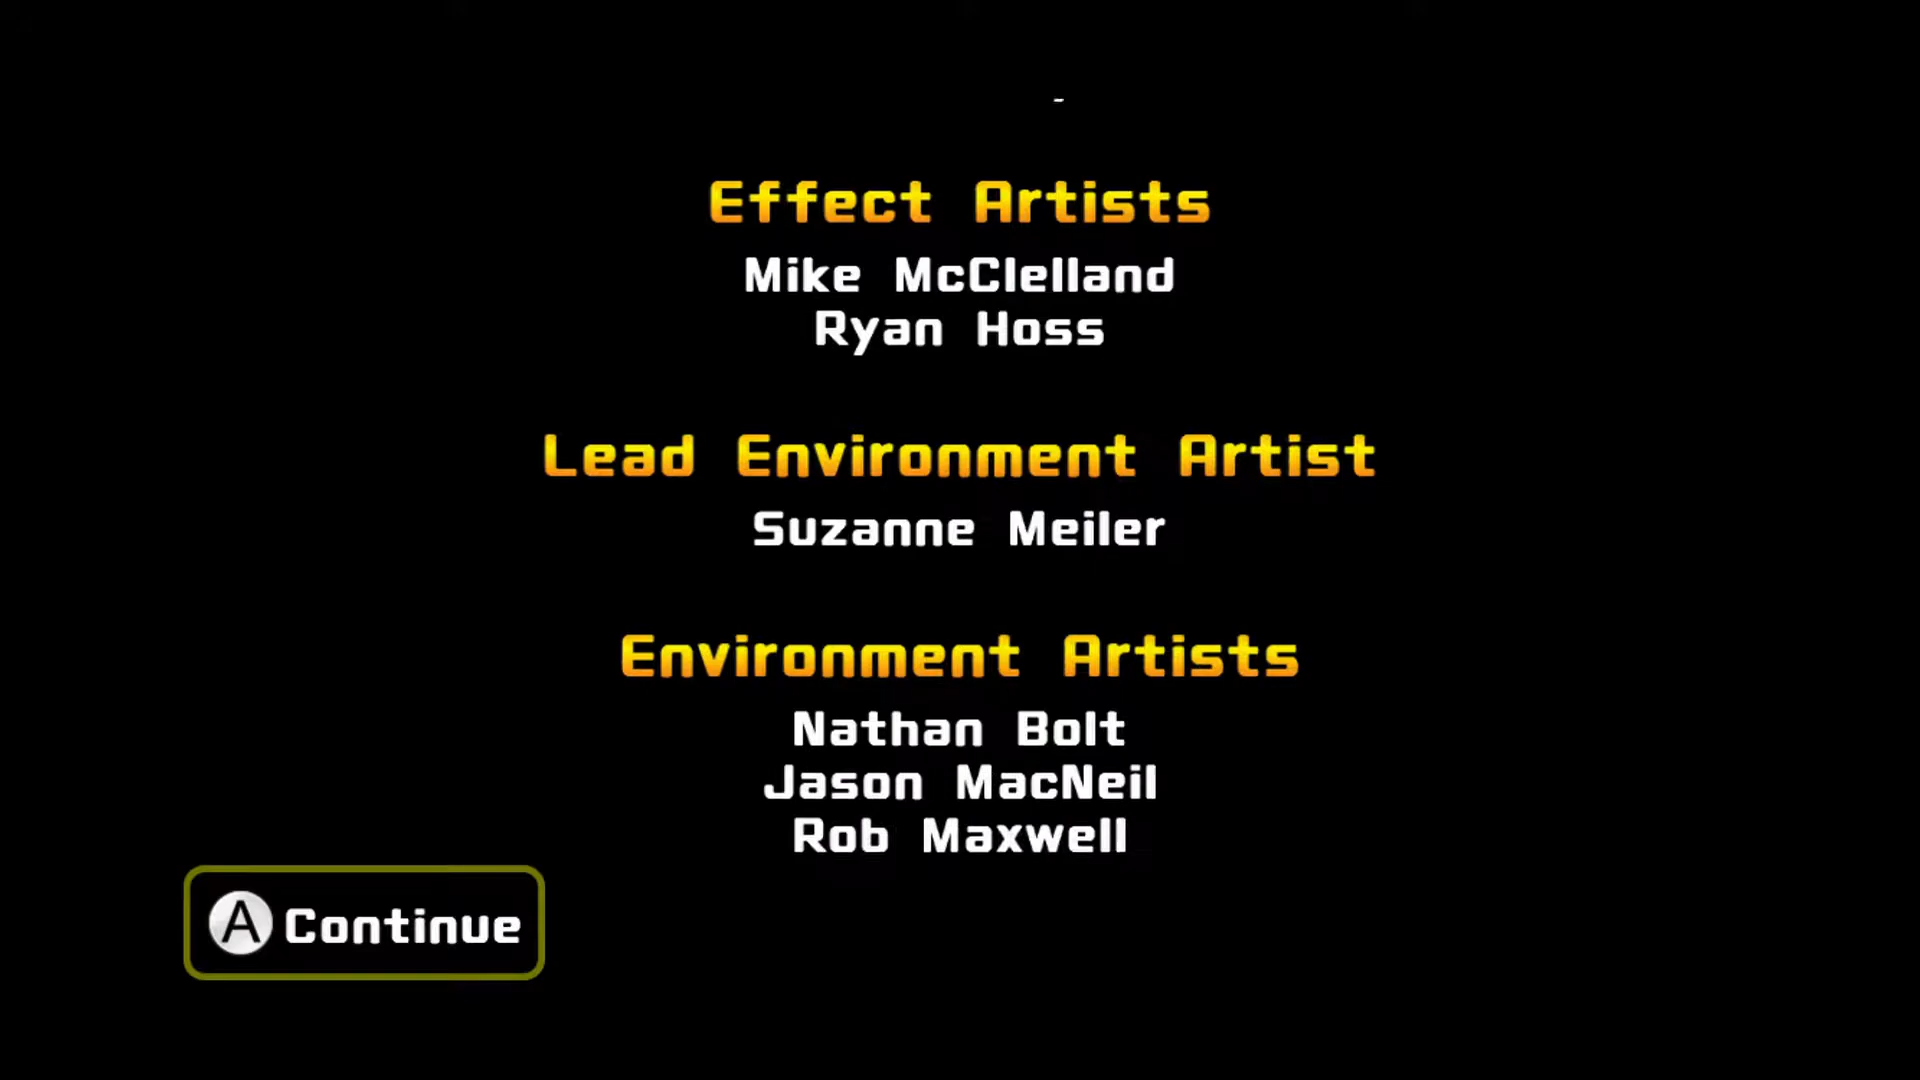 Effect Artists
Mike McClelland
Ryan Hoss
Lead Environment Artist
Suzanne Meiler
Environment Artists
Nathan Bolt
Jason MacNeil
Rob Maxwell
A Continue